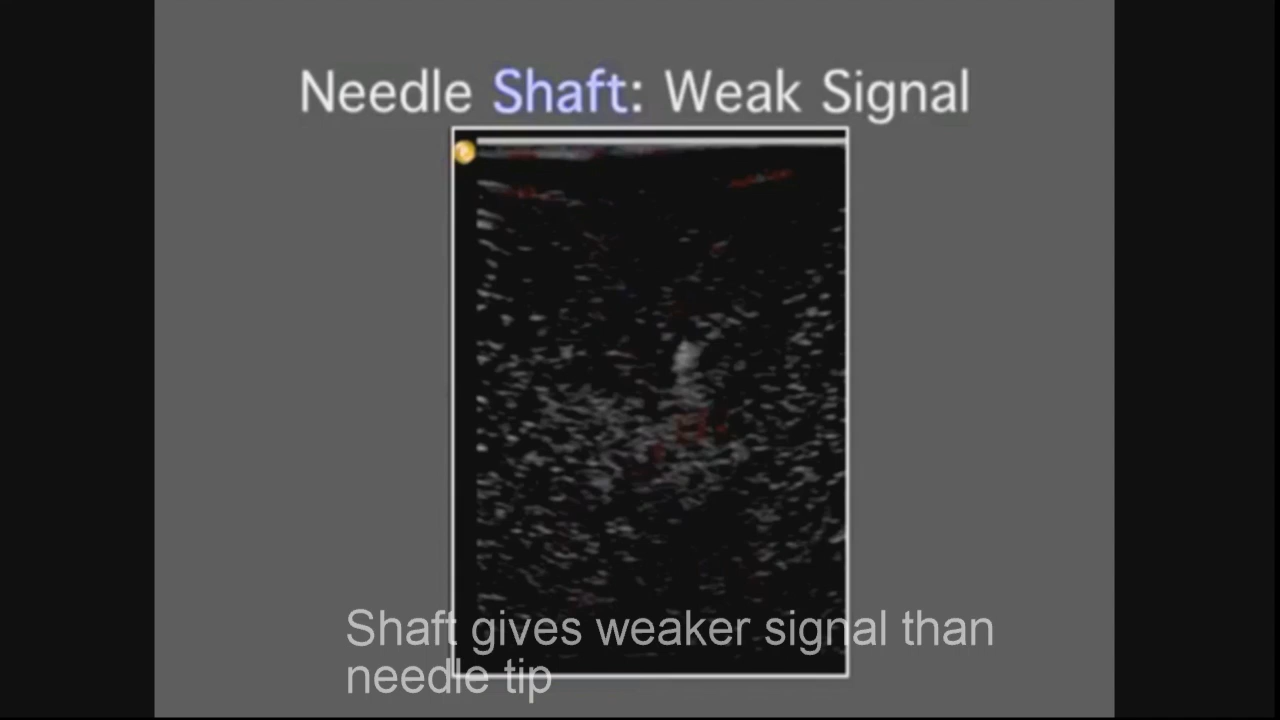 Needle Shaft: Weak Signal
Shaft gives weaker signal than
needle tip